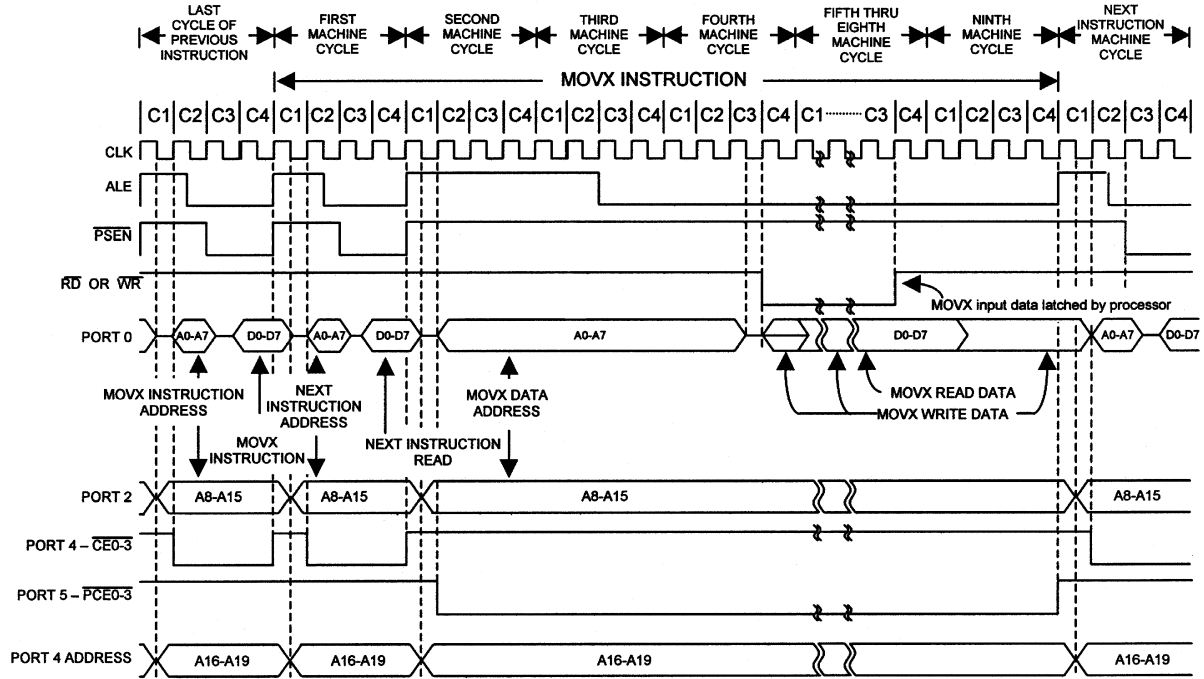 LAST
CYCLE OF
PREVIOUS
INSTRUCTION
FIRST
MACHINE
CYCLE
SECOND
MACHINE
CYCLE
THIRD
MACHINE
CYCLE
FOURTH
MACHINE
CYCLE
FIFTH THRU
EIGHTH
MACHINE
CYCLE
NINTH
MACHINE
CYCLE
NEXT
INSTRUCTION
MACHINE
CYCLE
MOVX INSTRUCTION
C1 C2 C3 C4 C1 C2 C3 C4 C1 C2 C3 C4 C1 C2 C3 C4 C1 C2 C3 C4 C1 ......... C3 C4 C1 C2 C3 C4 C1 C2 C3 C4
CLK
ALE
PSEN
RD OR WR
MOVX input data latched by processor
PORT 0
A0-A7 D0-D7 A0-A7 D0-D7 A0-A7 D0-D7 A0-A7 D0-D7
MOVX INSTRUCTION
ADDRESS
NEXT
INSTRUCTION
ADDRESS
MOVX DATA
ADDRESS
MOVX READ DATA
MOVX WRITE DATA
MOVX
INSTRUCTION
NEXT INSTRUCTION
READ
PORT 2
A8-A15 A8-A15 A8-A15 A8-A15
PORT 4 – CE0-3
PORT 5 – PCE0-3
PORT 4 ADDRESS
A16-A19 A16-A19 A16-A19 A16-A19